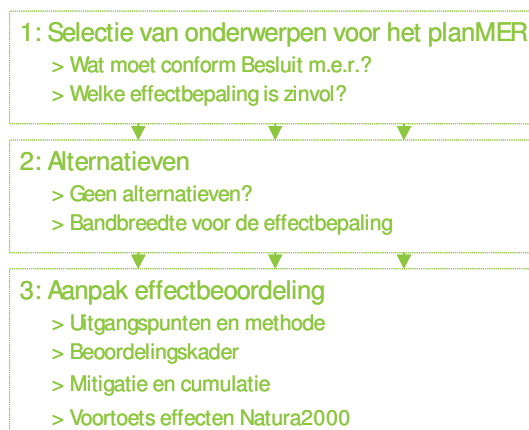 1: Selectie van onderwerpen voor het planMER
> Wat moet conform Besluit m.e.r.?
> Welke effectbepaling is zinvol?
2: Alternatieven
> Geen alternatieven?
> Bandbreedte voor de effectbepaling
3: Aanpak effectbeoordeling
> Uitgangspunten en methode
> Beoordelingskader
> Mitigatie en cumulatie
> Voortoets effecten Natura2000